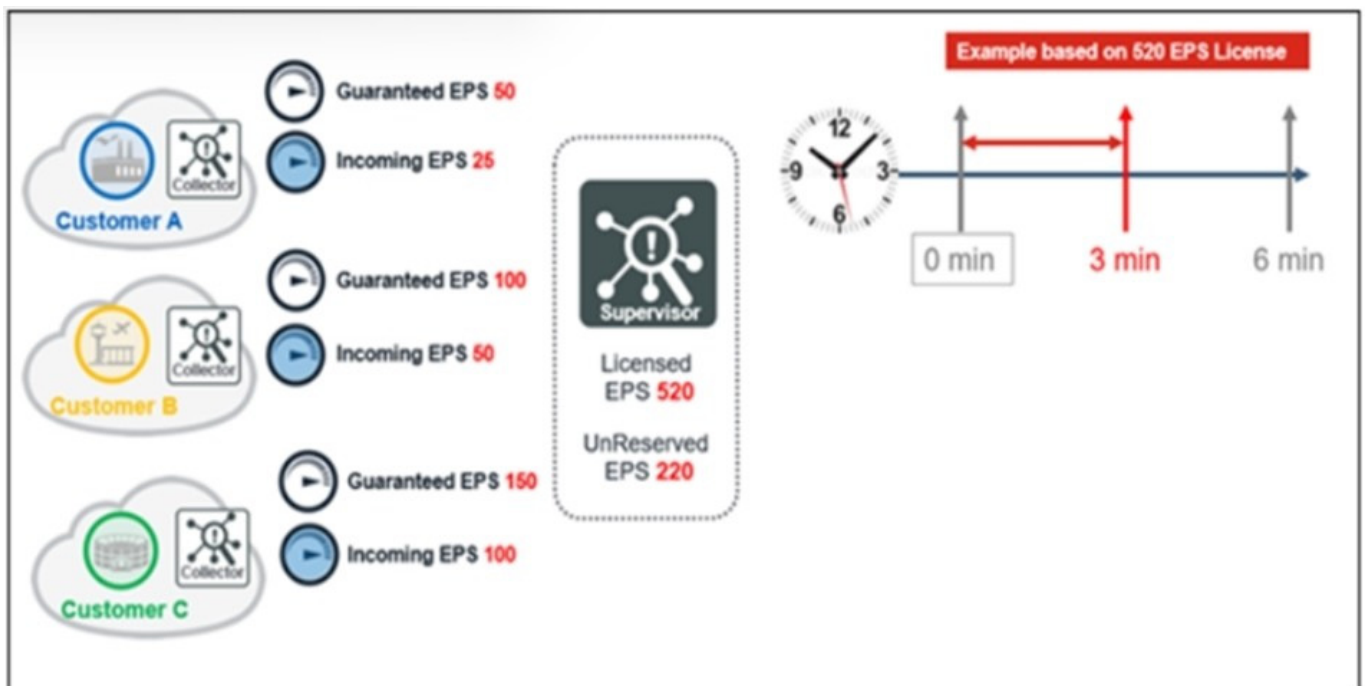 Example based on 520 EPS License
Guaranteed EPS 50
Incoming EPS 25
Collector
Customer A
Guaranteed EPS 100
Incoming EPS 50
Collector
Customer B
Guaranteed EPS 150
Incoming EPS 100
Collector
Customer C
Supervisor
Licensed
EPS 520
UnReserved
EPS 220
12
9
3
6
0 min
3 min
6 min